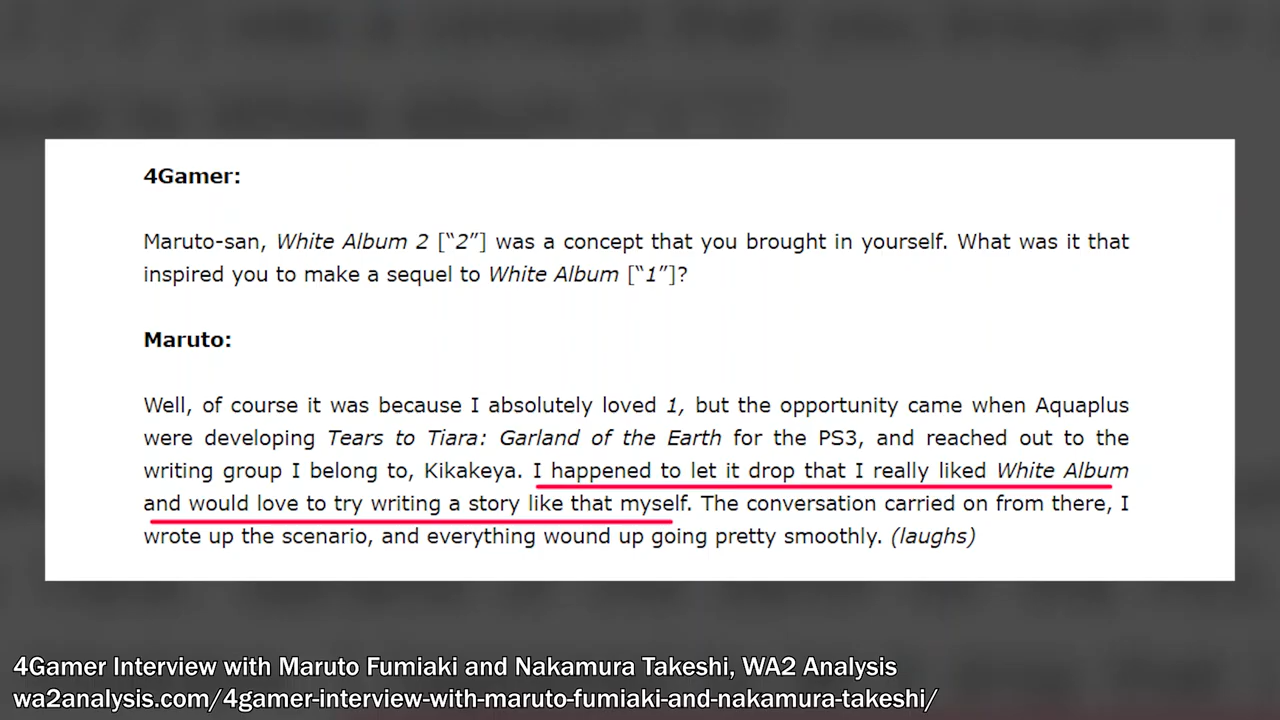 4Gamer:
Maruto-san, White Album 2 [“2”] was a concept that you brought in yourself. What was it that
inspired you to make a sequel to White Album [“1”]?
Maruto:
Well, of course it was because I absolutely loved 1, but the opportunity came when Aquaplus
were developing Tears to Tiara: Garland of the Earth for the PS3, and reached out to the
writing group I belong to, Kikakeya. I happened to let it drop that I really liked White Album
and would love to try writing a story like that myself. The conversation carried on from there, I
wrote up the scenario, and everything wound up going pretty smoothly. (laughs)
4Gamer Interview with Maruto Fumiaki and Nakamura Takeshi, WA2 Analysis
wa2analysis.com/4gamer-interview-with-maruto-fumiaki-and-nakamura-takeshi/